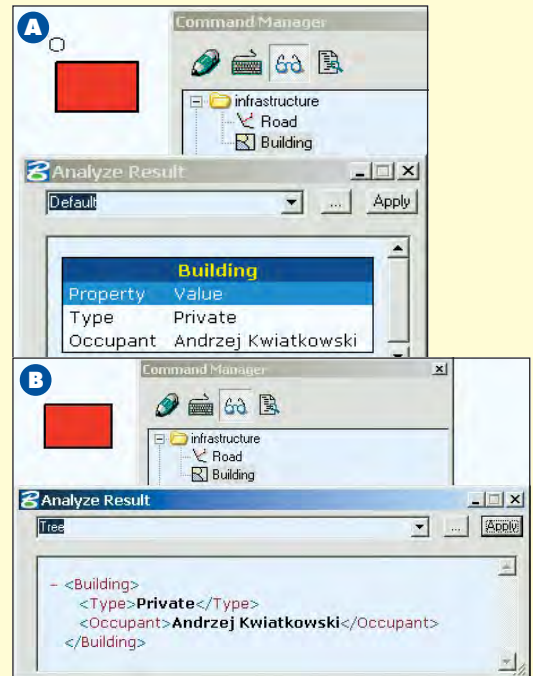 A
Command Manager
infrastructure
Road
Building
Analyze Result
Default
...
Apply
Building
Property Value
Type Private
Occupant Andrzej Kwiatkowski
B
Command Manager
infrastructure
Road
Building
Analyze Result
Tree
...
Apply
- <Building>
<Type>Private</Type>
<Occupant>Andrzej Kwiatkowski</Occupant>
</Building>